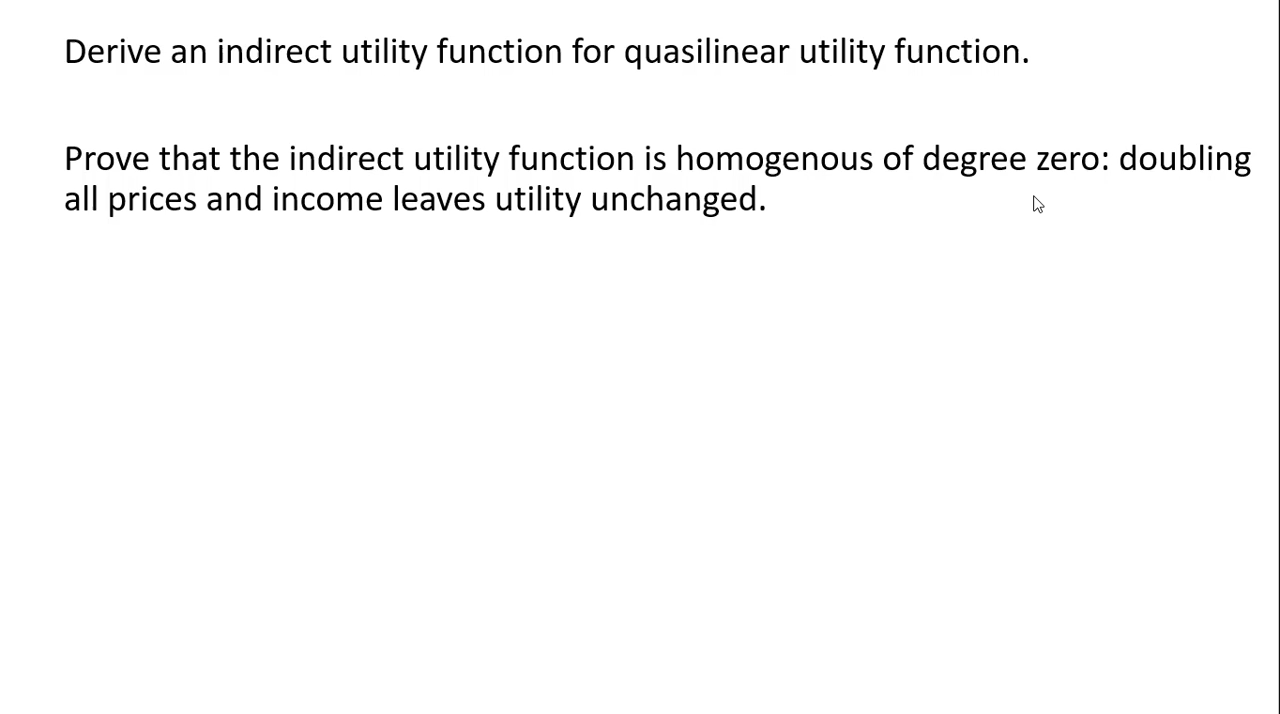 Derive an indirect utility function for quasilinear utility function.
Prove that the indirect utility function is homogenous of degree zero: doubling
all prices and income leaves utility unchanged.